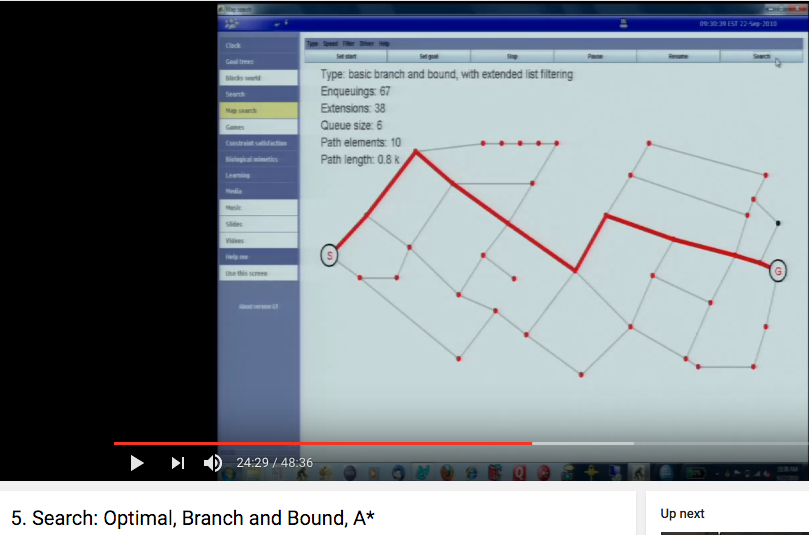 Map search
09:30:39 EST 22-Sep-2010
Clock
Goal trees
Blocks world
Search
Map search
Games
Constraint satisfaction
Biological mimetics
Learning
Media
Music
Slides
Videos
Help me
Use this screen
Type Speed Filter Driver Help
Set start Set goal Stop Pause Resume Search
Type: basic branch and bound, with extended list filtering
Enqueuings: 67
Extensions: 38
Queue size: 6
Path elements: 10
Path length: 0.8 k
S
G
24:29 / 48:36
5. Search: Optimal, Branch and Bound, A*
Up next